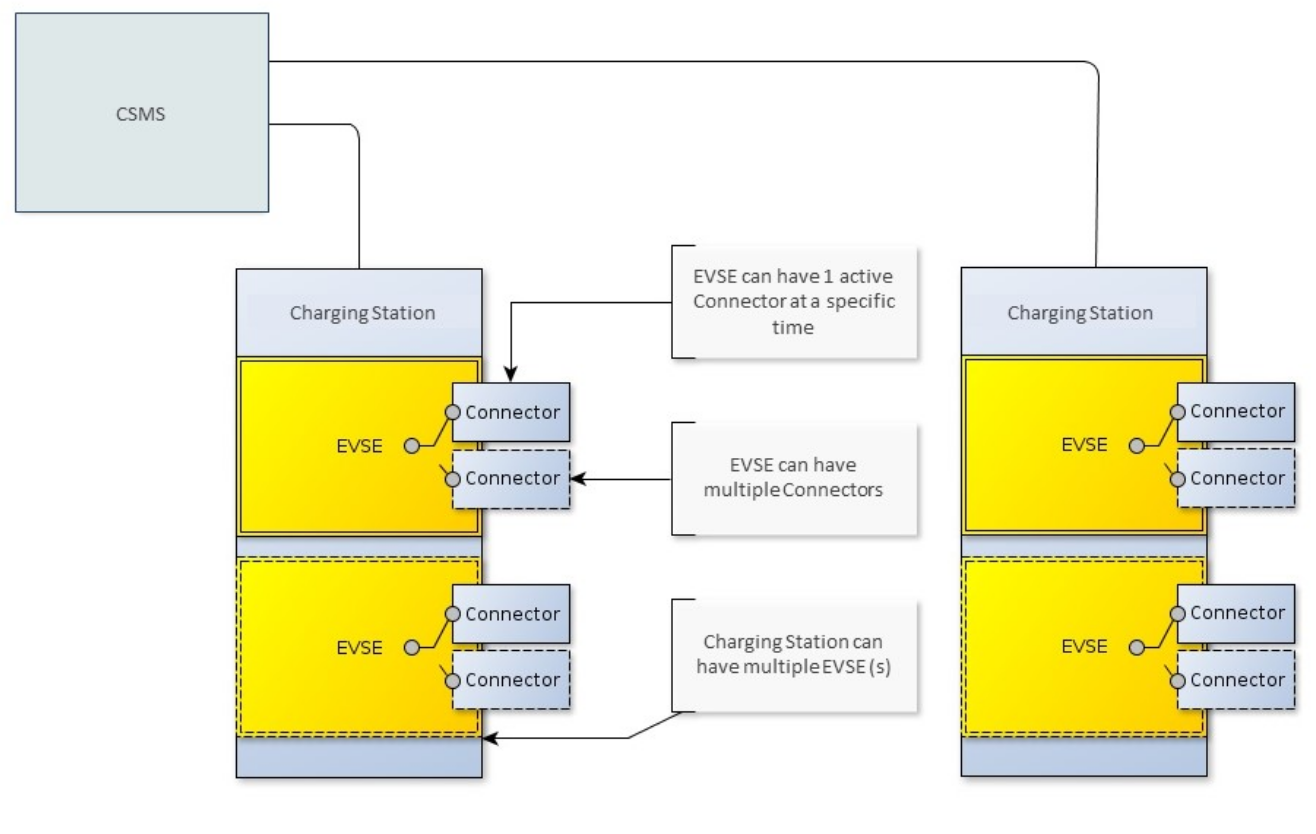 CSMS
Charging Station
EVSE
Connector
Connector
EVSE
Connector
Connector
EVSE can have 1 active
Connector at a specific
time
EVSE can have
multiple Connectors
Charging Station can
have multiple EVSE (s)
Charging Station
EVSE
Connector
Connector
EVSE
Connector
Connector